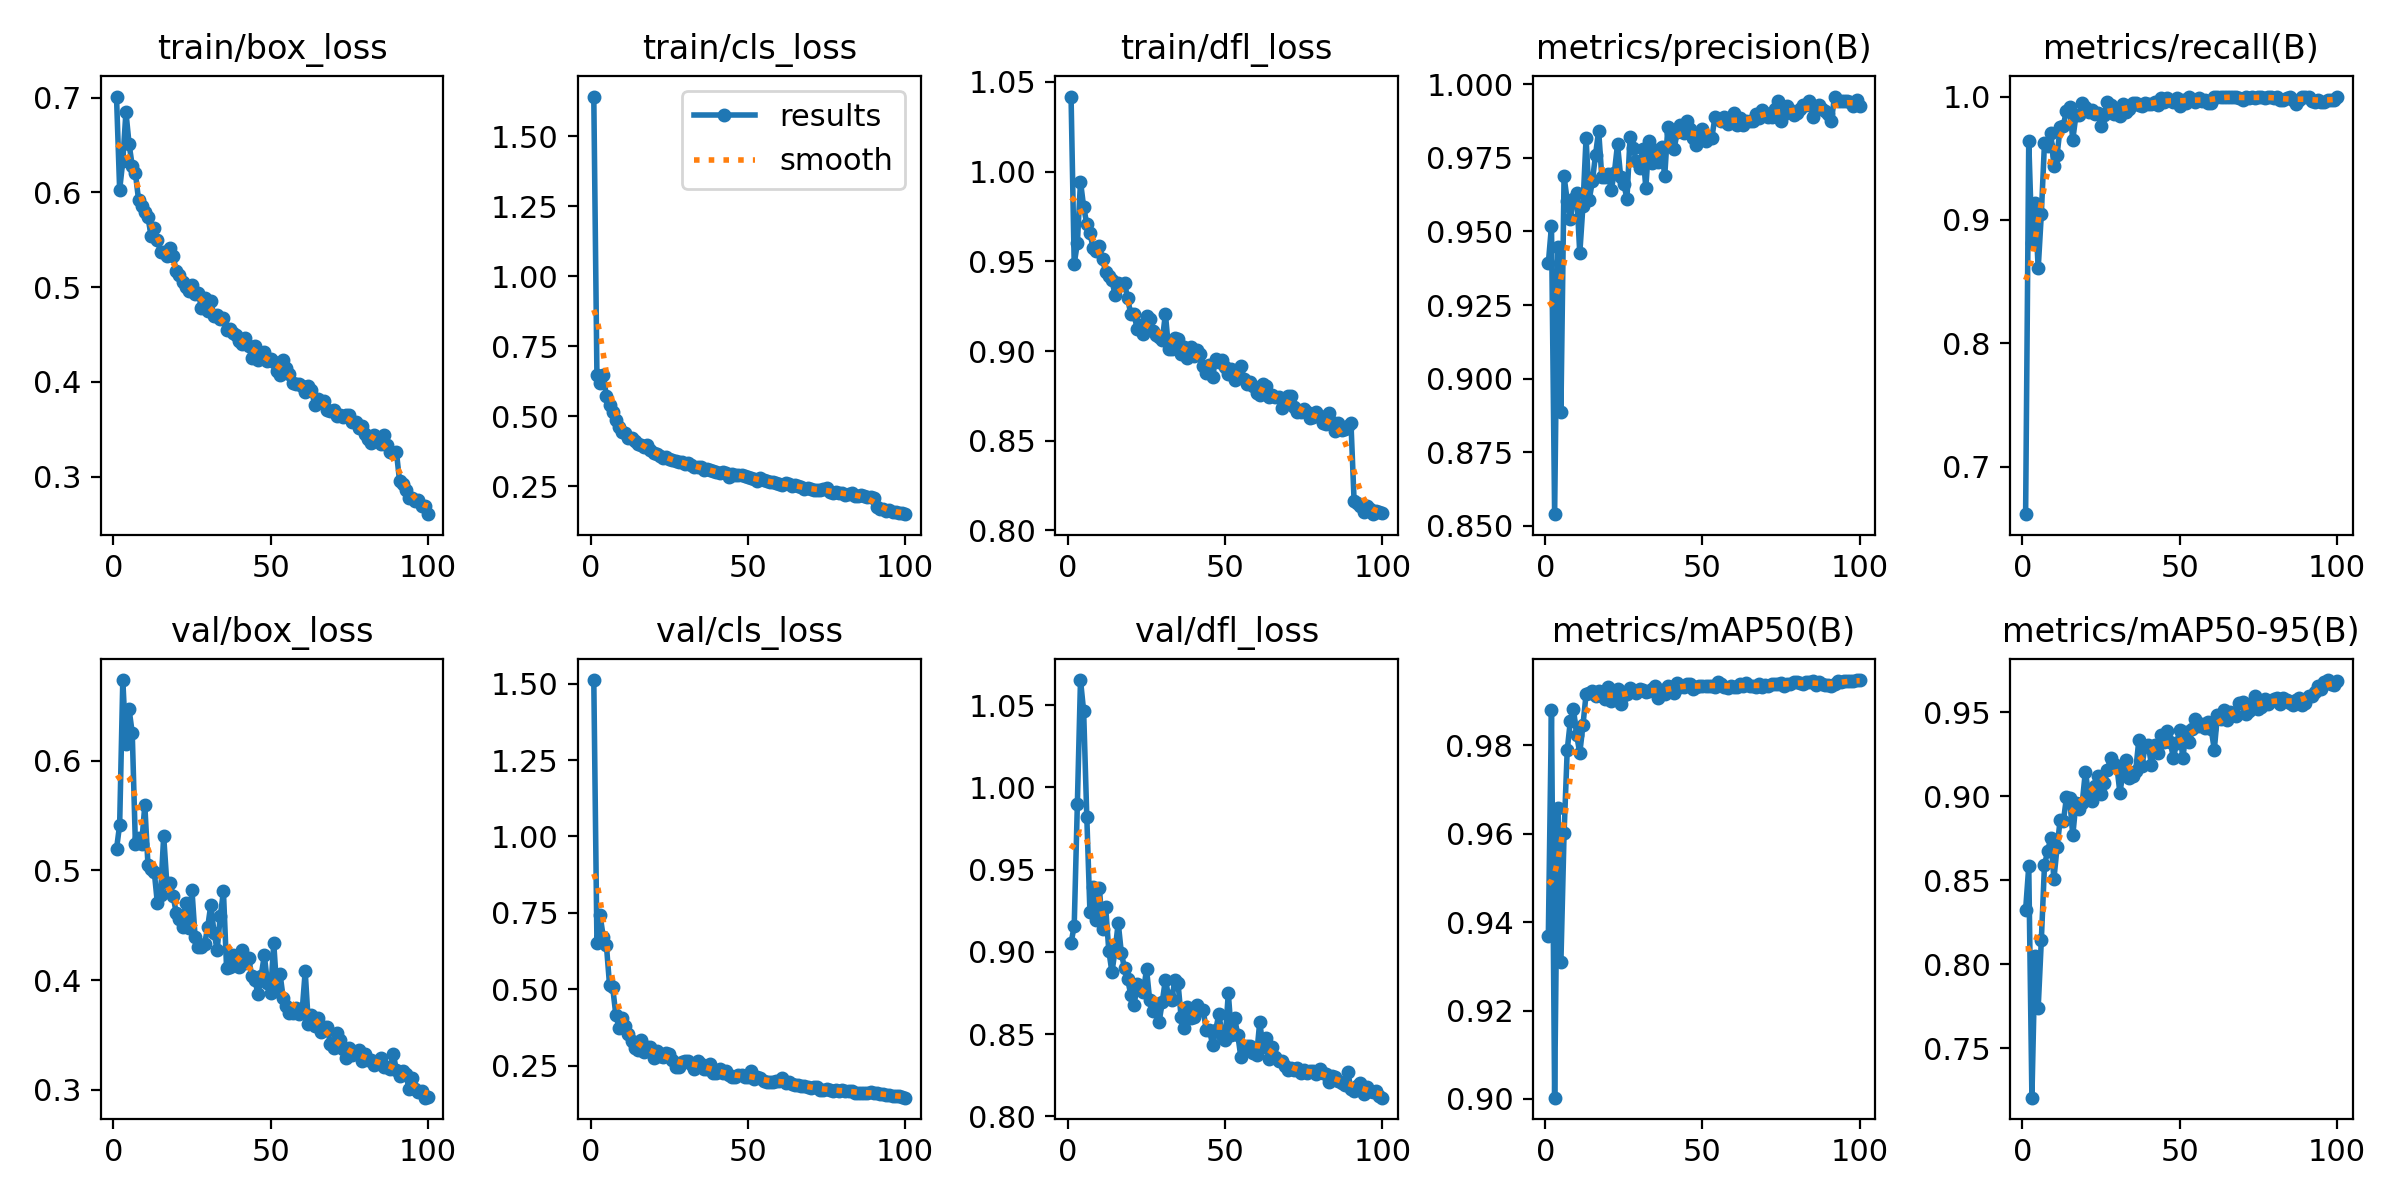 train/box_loss
0.7
0.6
0.5
0.4
0.3
0 50 100
train/cls_loss
results
smooth
1.50
1.25
1.00
0.75
0.50
0.25
0 50 100
train/dfl_loss
1.05
1.00
0.95
0.90
0.85
0.80
0 50 100
metrics/precision(B)
1.000
0.975
0.950
0.925
0.900
0.875
0.850
0 50 100
metrics/recall(B)
1.0
0.9
0.8
0.7
0 50 100
val/box_loss
0.6
0.5
0.4
0.3
0 50 100
val/cls_loss
1.50
1.25
1.00
0.75
0.50
0.25
0 50 100
val/dfl_loss
1.05
1.00
0.95
0.90
0.85
0.80
0 50 100
metrics/mAP50(B)
0.98
0.96
0.94
0.92
0.90
0 50 100
metrics/mAP50-95(B)
0.95
0.90
0.85
0.80
0.75
0 50 100